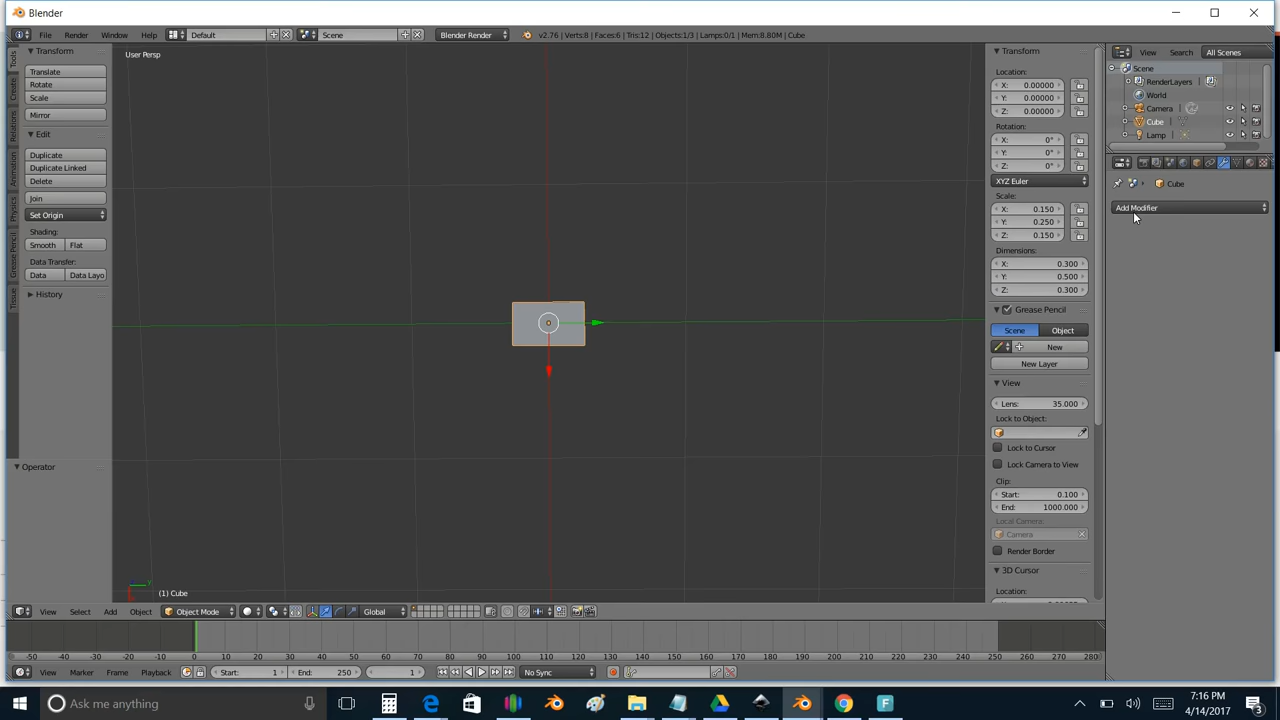 Blender
File Render Window Help Default Scene Blender Render v2.76 | Verts:8 | Faces:6 | Tris:12 | Objects:1/3 | Lamps:0/1 | Mem:8.80M | Cube
User Persp
Tools
Create
Relations
Animation
Physics
Grease Pencil
Tissue
Transform
Translate
Rotate
Scale
Mirror
Edit
Duplicate
Duplicate Linked
Delete
Join
Set Origin
Shading:
Smooth Flat
Data Transfer:
Data Data Layo
History
Operator
(1) Cube
Transform
Location:
X: 0.00000
Y: 0.00000
Z: 0.00000
Rotation:
X: 0°
Y: 0°
Z: 0°
XYZ Euler
Scale:
X: 0.150
Y: 0.250
Z: 0.150
Dimensions:
X: 0.300
Y: 0.500
Z: 0.300
Grease Pencil
Scene Object
New
New Layer
View
Lens: 35.000
Lock to Object:
Lock to Cursor
Lock Camera to View
Clip:
Start: 0.100
End: 1000.000
Local Camera:
Camera
Render Border
3D Cursor
Location:
View Search All Scenes
Scene
RenderLayers
World
Camera
Cube
Lamp
Cube
Add Modifier
View Select Add Object Object Mode Global
-50 -40 -30 -20 -10 0 10 20 30 40 50 60 70 80 90 100 110 120 130 140 150 160 170 180 190 200 210 220 230 240 250 260 270 280
View Marker Frame Playback Start: 1 End: 250 1 No Sync
Ask me anything
7:16 PM
4/14/2017
3